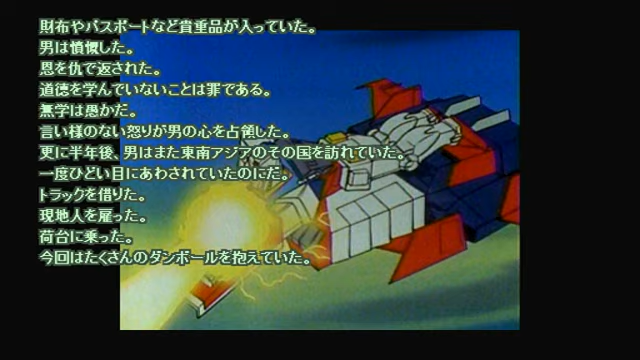 財布やパスポートなど貴重品が入っていた。
男は憤慨した。
恩を仇で返された。
道徳を学んでいないことは罪である。
無学は愚かだ。
言い様のない怒りが男の心を占領した。
更に半年後、男はまた東南アジアのその国を訪れていた。
一度ひどい目にあわされていたのにだ。
トラックを借りた。
現地人を雇った。
荷台に乗った。
今回はたくさんのダンボールを抱えていた。